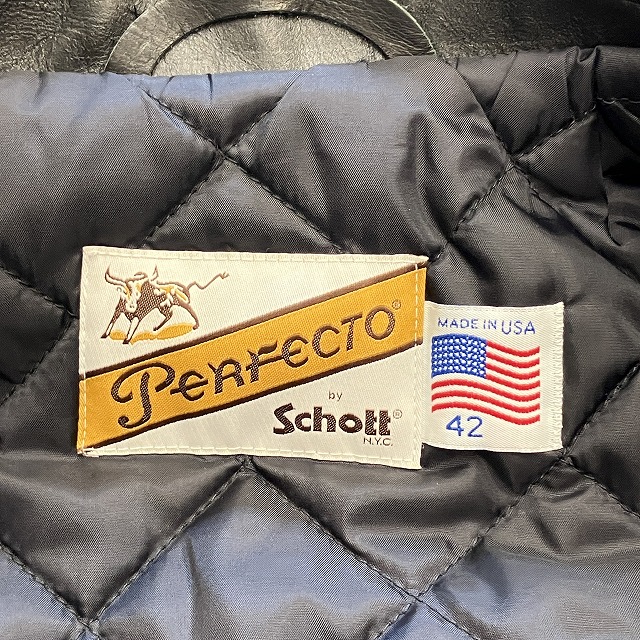 PERFECTO®
by
Schott®
N.Y.C.
MADE IN USA
42